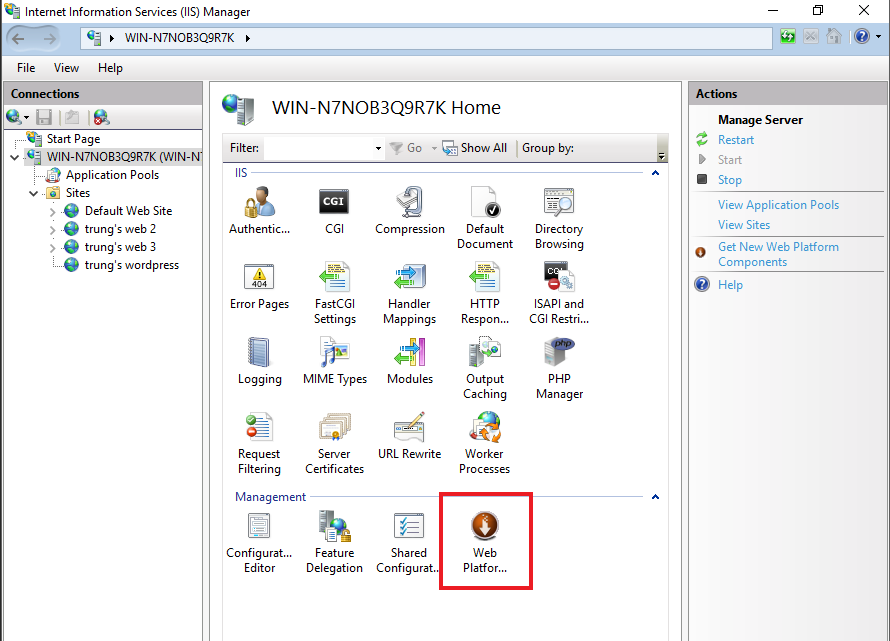 Internet Information Services (IIS) Manager
WIN-N7NOB3Q9R7K
File View Help
Connections
Start Page
WIN-N7NOB3Q9R7K (WIN-N7
Application Pools
Sites
Default Web Site
trung's web 2
trung's web 3
trung's wordpress
WIN-N7NOB3Q9R7K Home
Filter: Go Show All Group by:
IIS
Authentic... CGI Compression Default Directory
Document Browsing
Error Pages FastCGI Handler HTTP ISAPI and
Settings Mappings Respon... CGI Restri...
Logging MIME Types Modules Output PHP
Caching Manager
Request Server URL Rewrite Worker
Filtering Certificates Processes
Management
Configurat... Feature Shared Web
Editor Delegation Configurat.. Platfor...
Actions
Manage Server
Restart
Start
Stop
View Application Pools
View Sites
Get New Web Platform
Components
Help
CGI
404
php